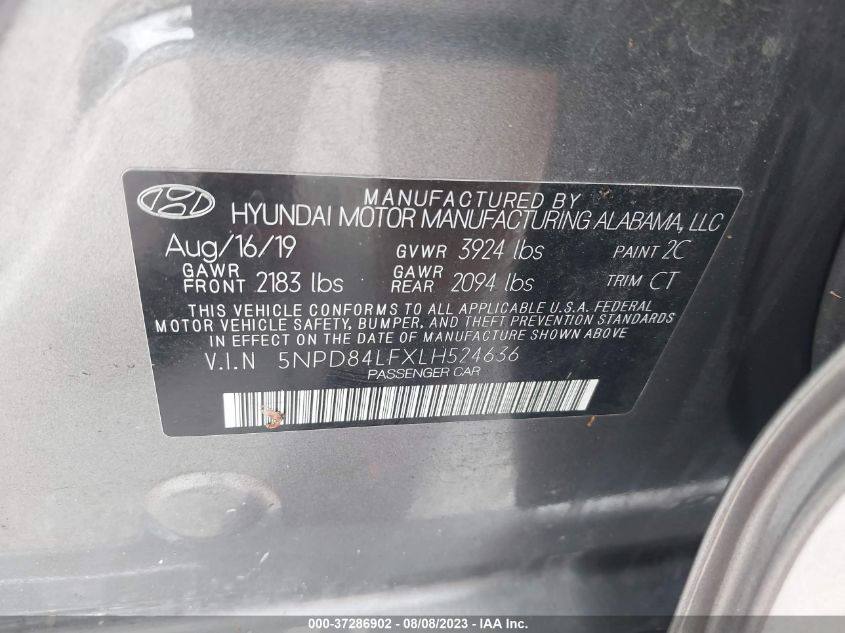 MANUFACTURED BY
HYUNDAI MOTOR MANUFACTURING ALABAMA, LLC
Aug/16/19 GVWR 3924 lbs PAINT 2C
GAWR FRONT 2183 lbs GAWR REAR 2094 lbs TRIM CT
THIS VEHICLE CONFORMS TO ALL APPLICABLE U.S.A. FEDERAL
MOTOR VEHICLE SAFETY, BUMPER, AND THEFT PREVENTION STANDARDS
IN EFFECT ON THE DATE OF MANUFACTURE SHOWN ABOVE
V.I.N 5NPD84LFXLH524636
PASSENGER CAR
000-37286902 - 08/08/2023 - IAA Inc.